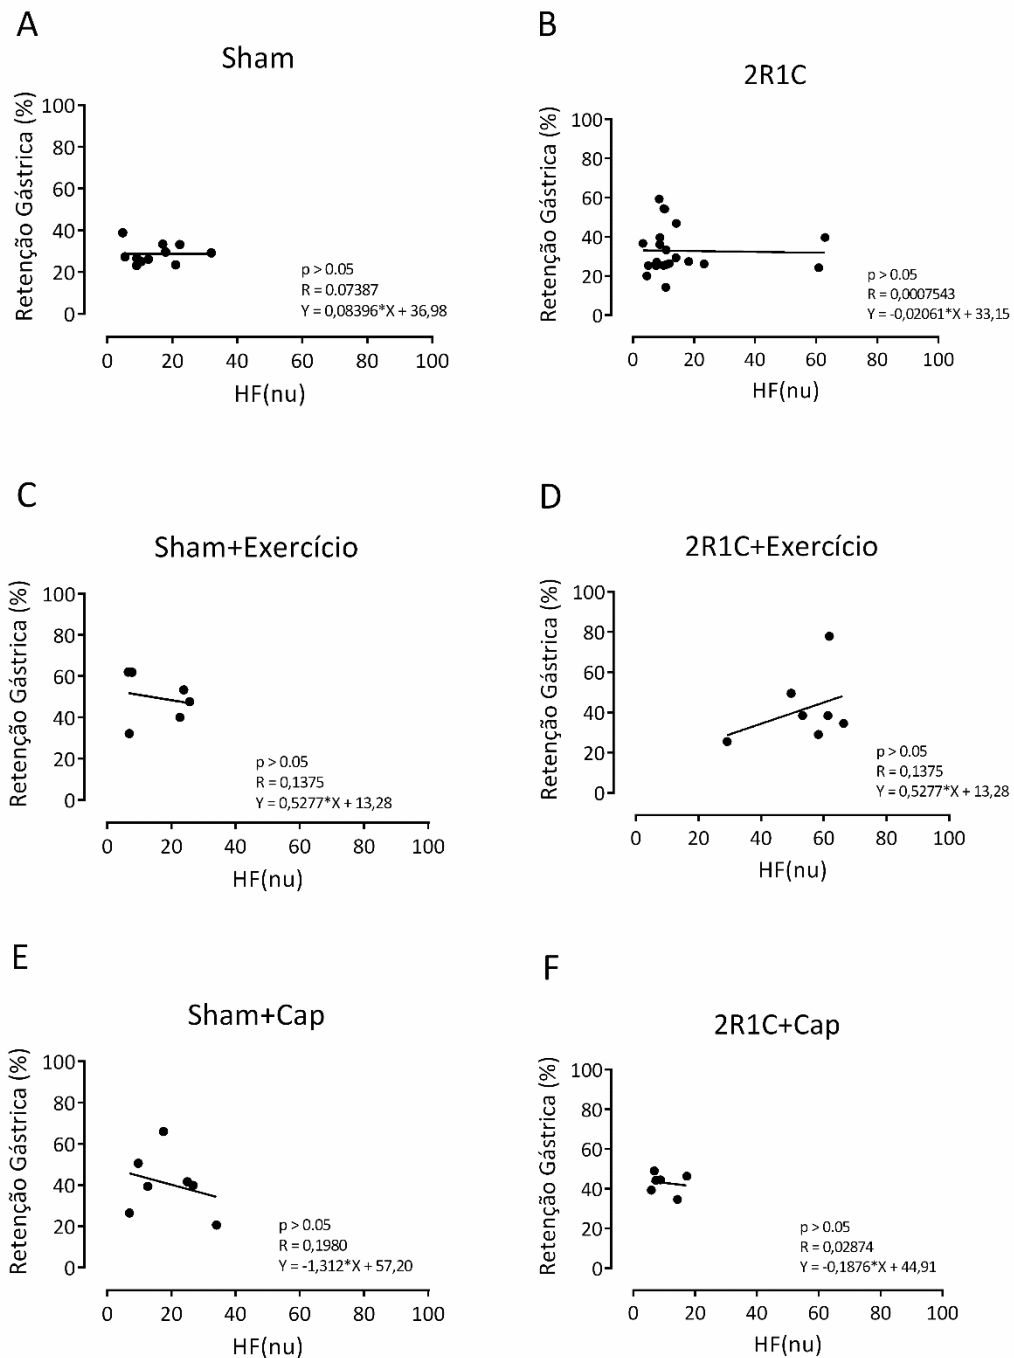 A
Sham
Retenção Gástrica (%)
100
80
60
40
20
0
p > 0.05
R = 0.07387
Y = 0,08396*X + 36,98
0 20 40 60 80 100
HF(nu)
B
2R1C
Retenção Gástrica (%)
100
80
60
40
20
0
p > 0.05
R = 0,0007543
Y = -0,02061*X + 33,15
0 20 40 60 80 100
HF(nu)
C
Sham+Exercício
Retenção Gástrica (%)
100
80
60
40
20
0
p > 0.05
R = 0,1375
Y = 0,5277*X + 13,28
0 20 40 60 80 100
HF(nu)
D
2R1C+Exercício
Retenção Gástrica (%)
100
80
60
40
20
0
p > 0.05
R = 0,1375
Y = 0,5277*X + 13,28
0 20 40 60 80 100
HF(nu)
E
Sham+Cap
Retenção Gástrica (%)
100
80
60
40
20
0
p > 0.05
R = 0,1980
Y = -1,312*X + 57,20
0 20 40 60 80 100
HF(nu)
F
2R1C+Cap
Retenção Gástrica (%)
100
80
60
40
20
0
p > 0.05
R = 0,02874
Y = -0,1876*X + 44,91
0 20 40 60 80 100
HF(nu)